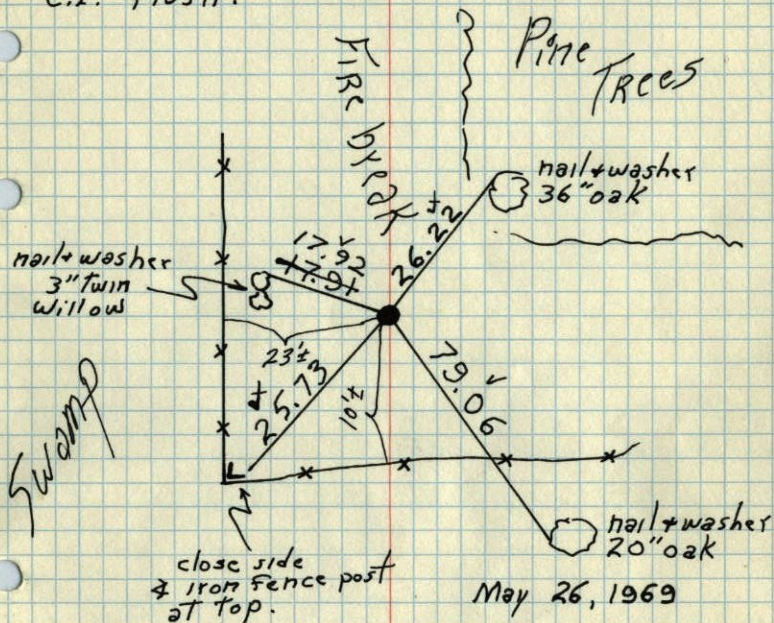 Pine
Trees
Fire break
nail & washer
36" oak
26.22 ±
17.92 ✓
17.91
nail & washer
3" twin
willow
23'±
79.06 ✓
25.73
10'±
Swamp
nail & washer
20" oak
close side
iron fence post
at top.
May 26, 1969